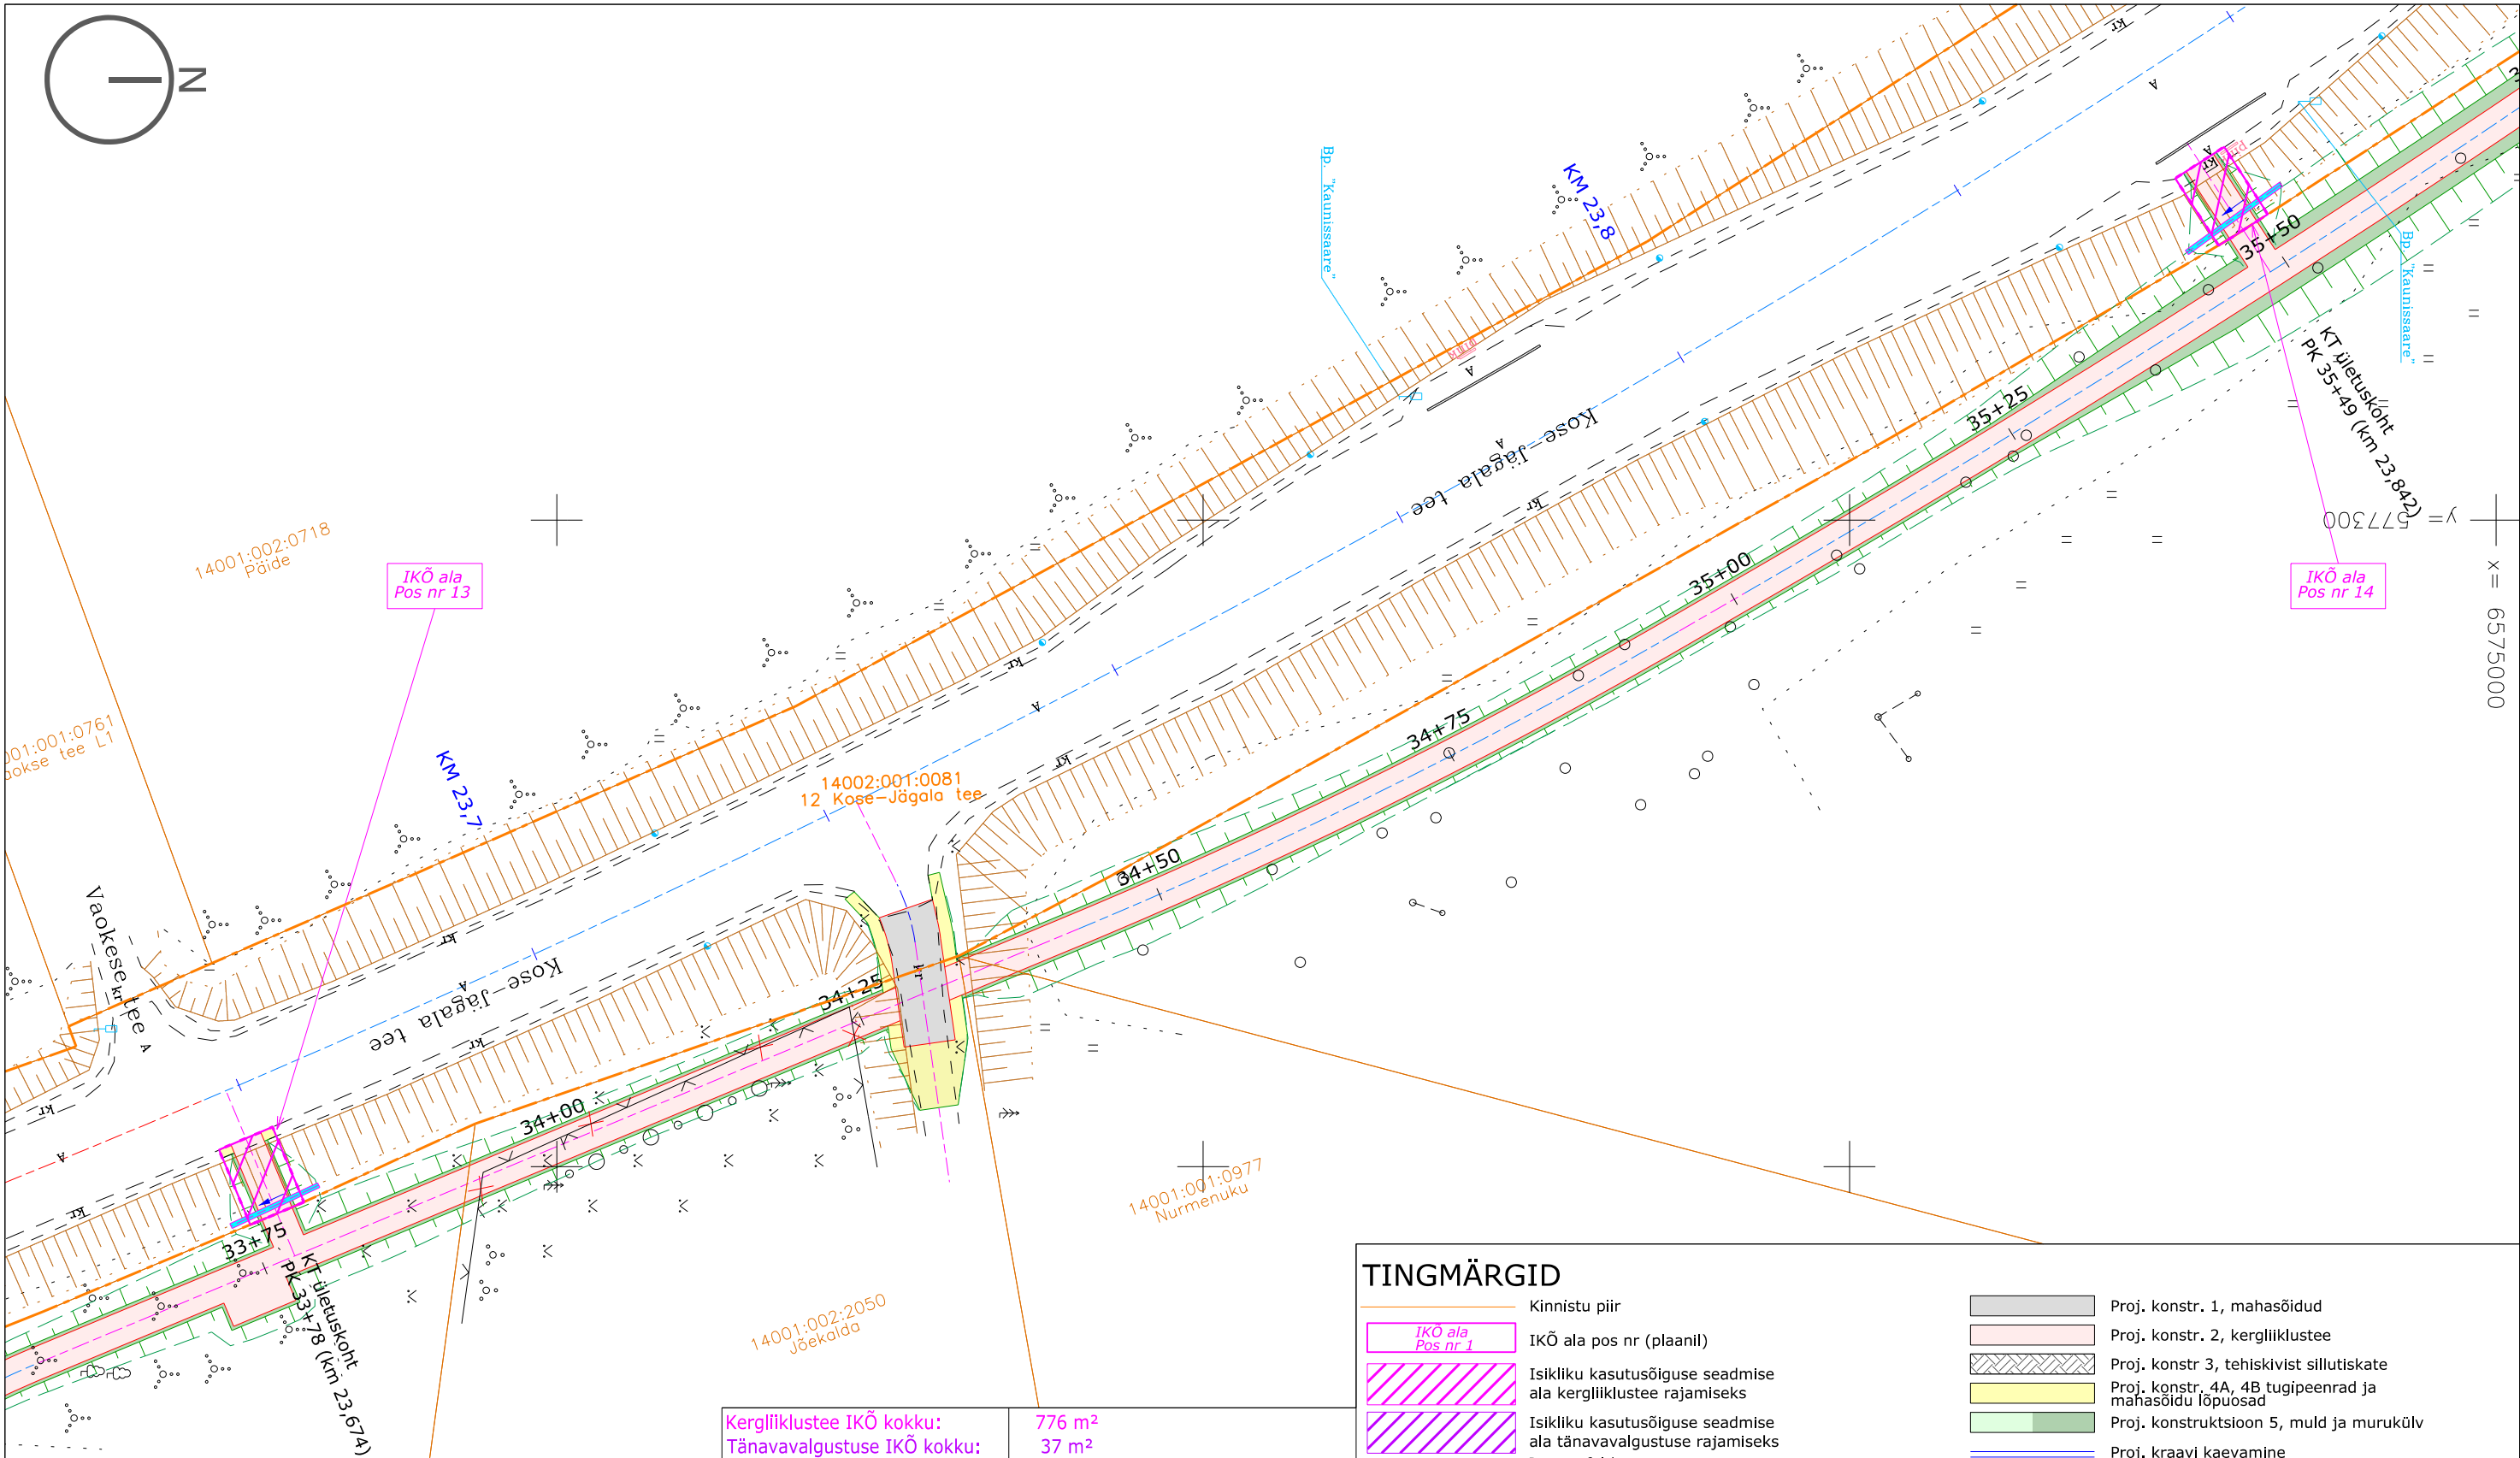 N
Bp. "Kaunissaare"
KM 23,8
kr
A
35+50
Bp. "Kaunissaare"
KT ületuskoht
PK 35+49 (km 23,842)
Kose-Jägala tee
35+25
y= 577300
x= 6575000
14001:002:0718
Päide
IKÕ ala
Pos nr 13
35+00
IKÕ ala
Pos nr 14
34+75
KM 23,7
14002:001:0081
12 Kose-Jägala tee
34+50
Vaokese tee
Kose-Jägala tee
34+25
34+00
33+75
KT ületuskoht
PK 33+78 (km 23,674)
14001:001:0977
Nurmenuku
14001:002:2050
Jõekalda
TINGMÄRGID
Kinnistu piir
IKÕ ala
Pos nr 1
IKÕ ala pos nr (plaanil)
Isikliku kasutusõiguse seadmise
ala kergliiklustee rajamiseks
Isikliku kasutusõiguse seadmise
ala tänavavalgustuse rajamiseks
Proj. konstr. 1, mahasõidud
Proj. konstr. 2, kergliiklustee
Proj. konstr 3, tehiskivist sillutiskate
Proj. konstr. 4A, 4B tugipeenrad ja
mahasõidu lõpuosad
Proj. konstruktsioon 5, muld ja murukülv
Proj. kraavi kaevamine
Kergliiklustee IKÕ kokku: 776 m²
Tänavavalgustuse IKÕ kokku: 37 m²